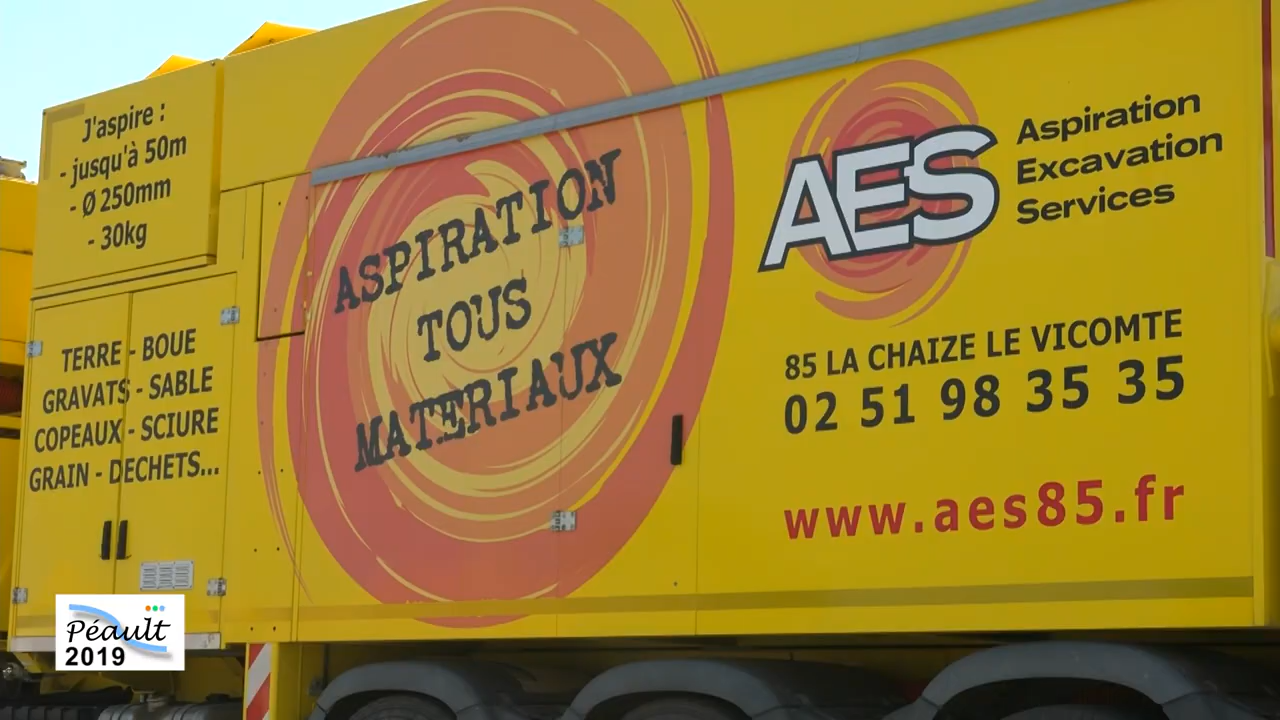 J'aspire :
- jusqu'à 50m
- Ø 250mm
- 30kg
TERRE - BOUE
GRAVATS - SABLE
COPEAUX - SCIURE
GRAIN - DECHETS...
ASPIRATION
TOUS
MATERIAUX
AES
Aspiration
Excavation
Services
85 LA CHAIZE LE VICOMTE
02 51 98 35 35
www.aes85.fr
Péault
2019